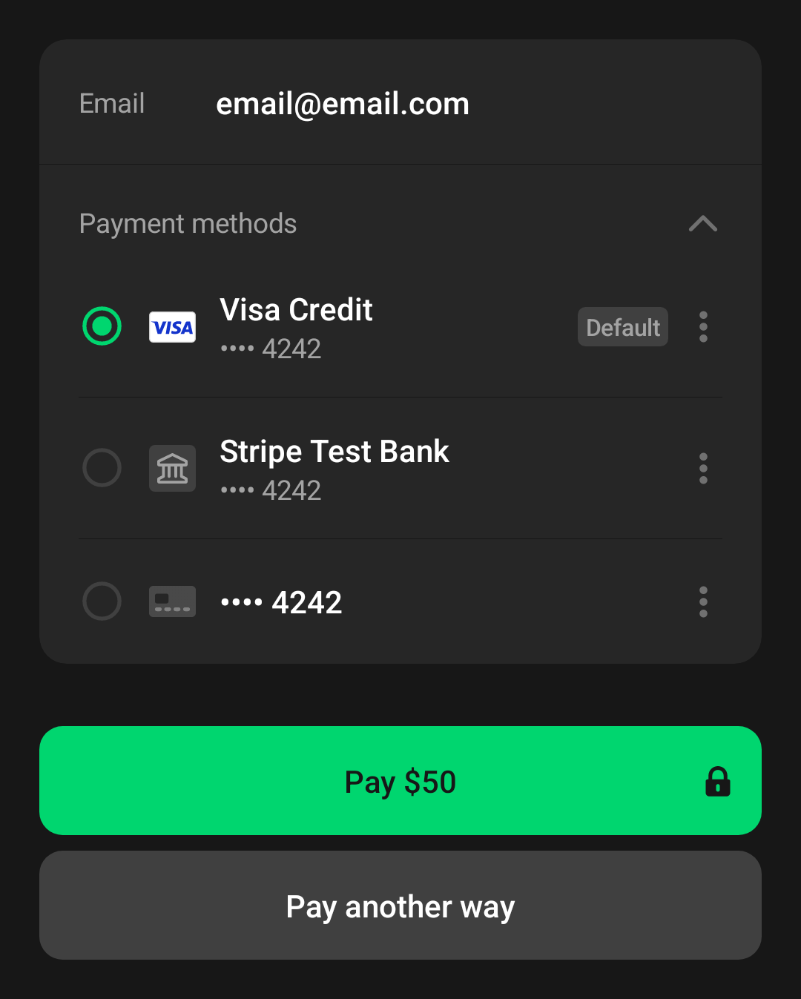 Email email@email.com
Payment methods
VISA Visa Credit
•••• 4242
Default
Stripe Test Bank
•••• 4242
•••• 4242
Pay $50
Pay another way